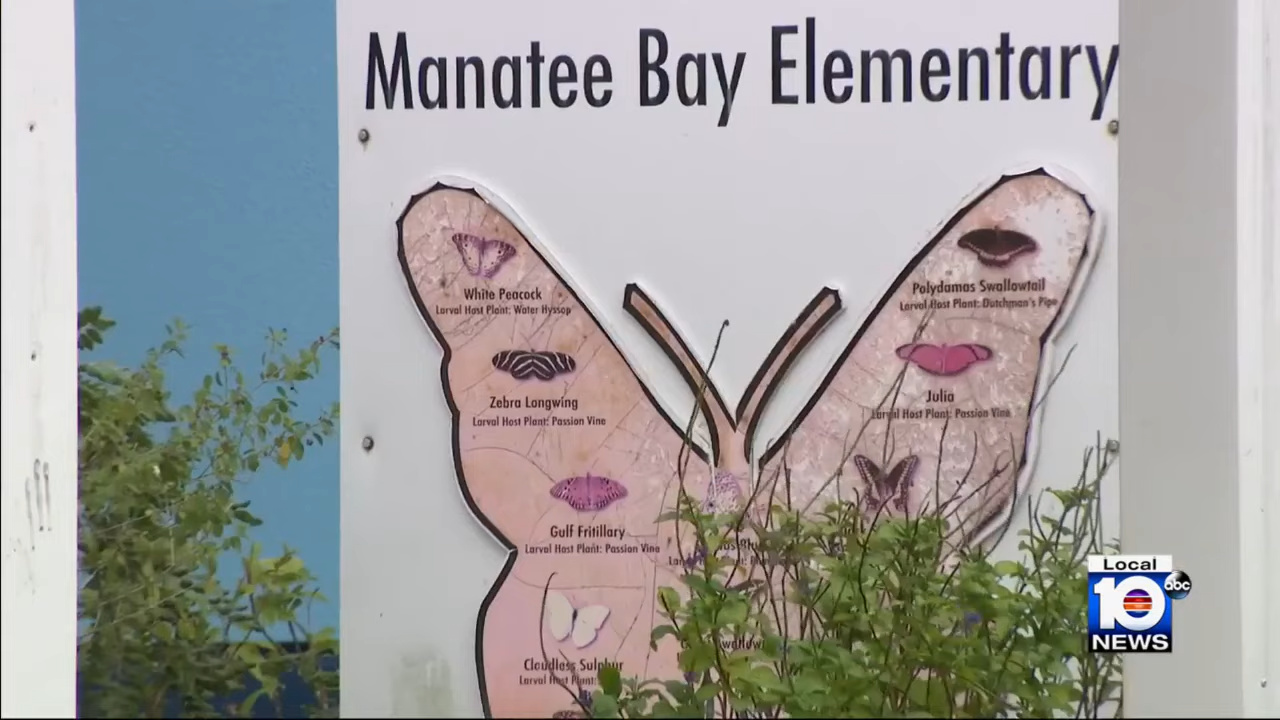 Manatee Bay Elementary
White Peacock
Larval Host Plant: Water Hyssop
Zebra Longwing
Larval Host Plant: Passion Vine
Gulf Fritillary
Larval Host Plant: Passion Vine
Cloudless Sulphur
Larval Host Plant:
Polydamas Swallowtail
Larval Host Plant: Dutchman's Pipe
Julia
Larval Host Plant: Passion Vine
Local
10
abc
NEWS